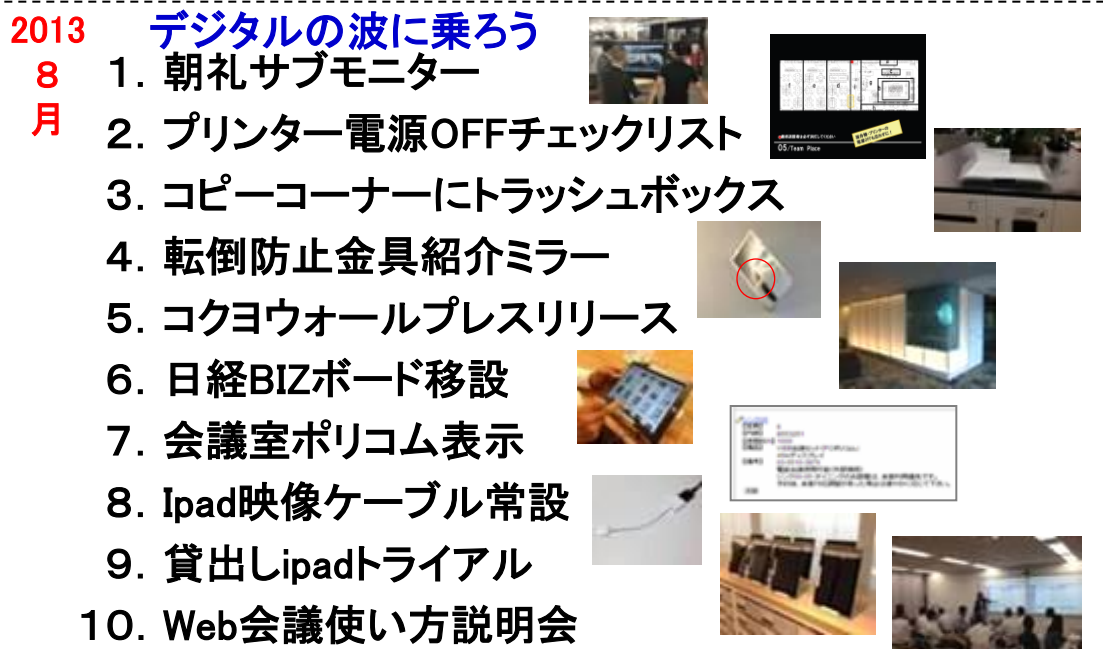 2013
8
月
デジタルの波に乗ろう
1. 朝礼サブモニター
2. プリンター電源OFFチェックリスト
3. コピーコーナーにトラッシュボックス
4. 転倒防止金具紹介ミラー
5. コクヨウォールプレスリリース
6. 日経BIZボード移設
7. 会議室ポリコム表示
8. Ipad映像ケーブル常設
9. 貸出しipadトライアル
10. Web会議使い方説明会
05/Team Place